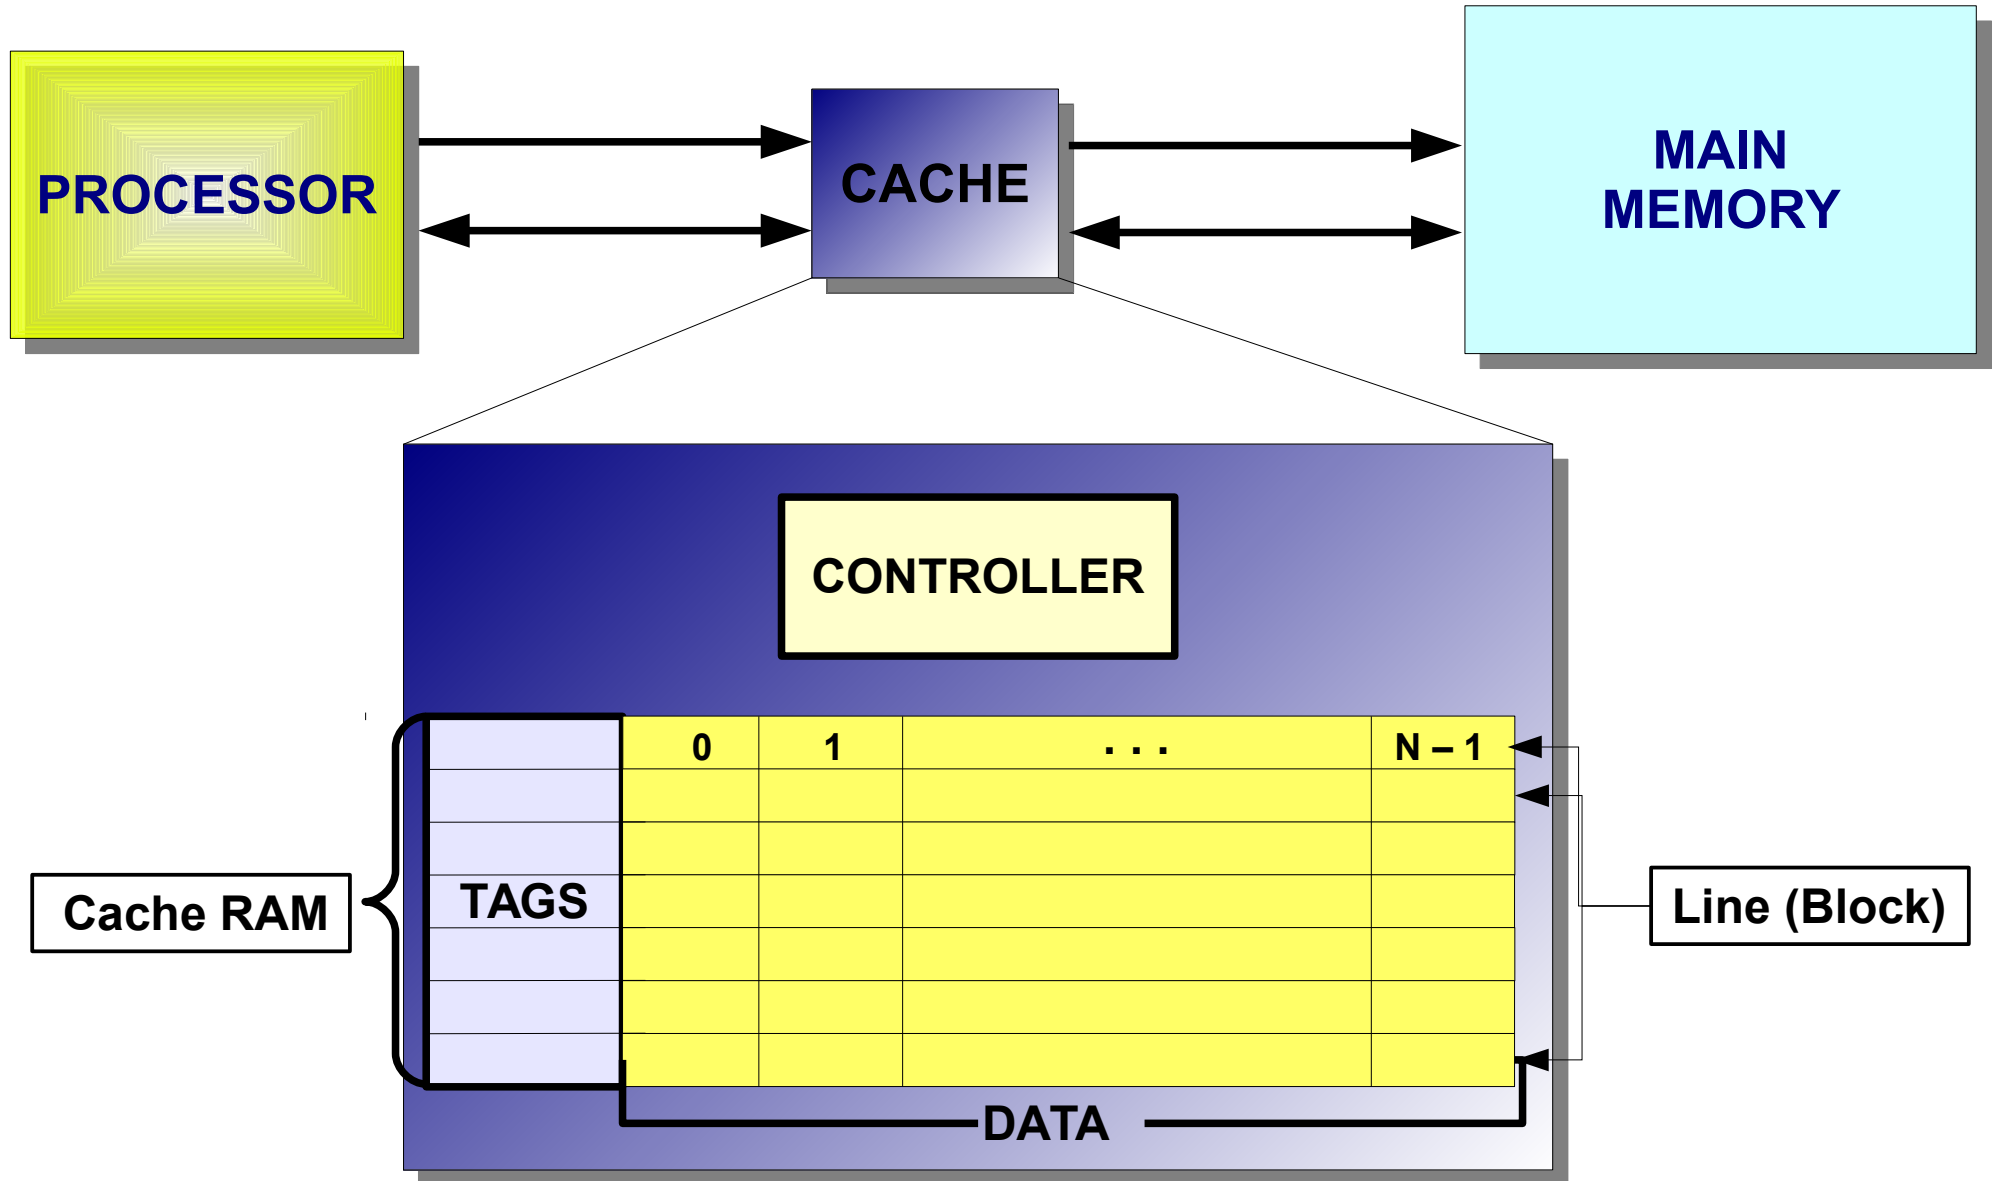 PROCESSOR
CACHE
MAIN
MEMORY
CONTROLLER
0 1 . . . N – 1
TAGS
Cache RAM
Line (Block)
DATA